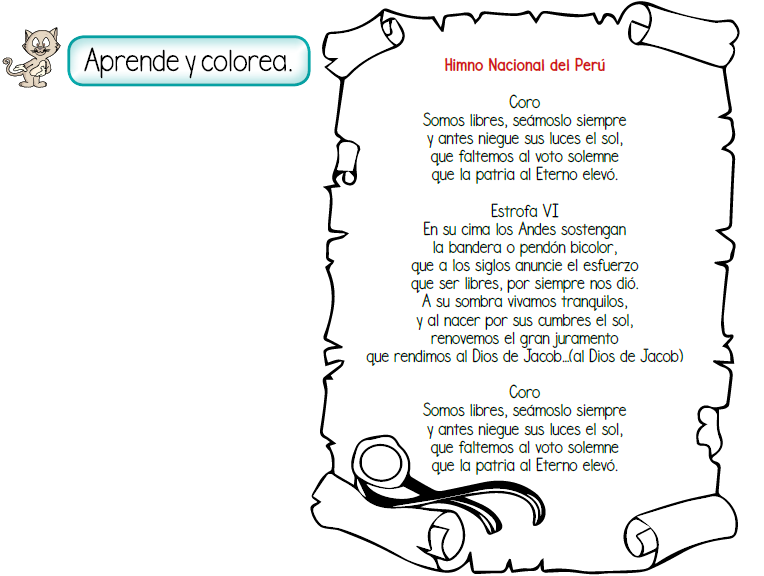 Aprende y colorea.
Himno Nacional del Perú
Coro
Somos libres, seámoslo siempre
y antes niegue sus luces el sol,
que faltemos al voto solemne
que la patria al Eterno elevó.
Estrofa VI
En su cima los Andes sostengan
la bandera o pendón bicolor,
que a los siglos anuncie el esfuerzo
que ser libres, por siempre nos dió.
A su sombra vivamos tranquilos,
y al nacer por sus cumbres el sol,
renovemos el gran juramento
que rendimos al Dios de Jacob...(al Dios de Jacob)
Coro
Somos libres, seámoslo siempre
y antes niegue sus luces el sol,
que faltemos al voto solemne
que la patria al Eterno elevó.